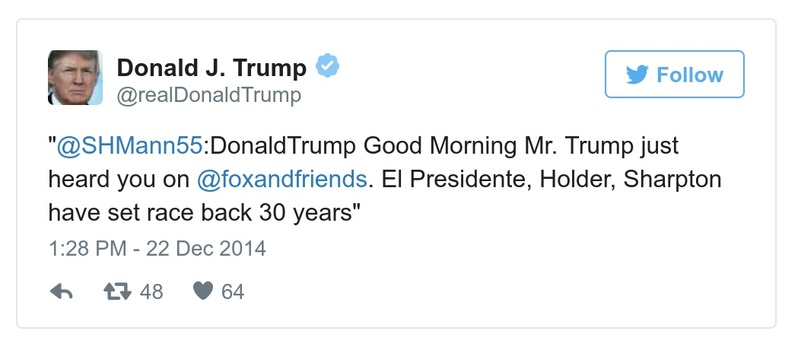 Donald J. Trump
@realDonaldTrump
Follow
"@SHMann55:DonaldTrump Good Morning Mr. Trump just
heard you on @foxandfriends. El Presidente, Holder, Sharpton
have set race back 30 years"
1:28 PM - 22 Dec 2014
48 64